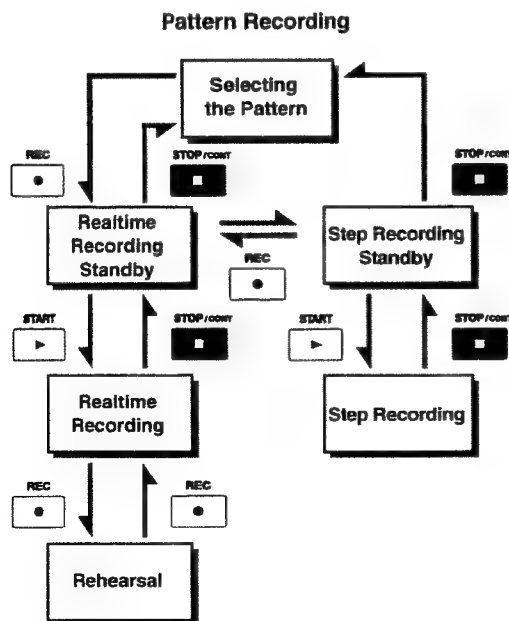 Pattern Recording
Selecting
the Pattern
REC
STOP/CONT
STOP/CONT
Realtime
Recording
Standby
Step Recording
Standby
REC
START
STOP/CONT
START
STOP/CONT
Realtime
Recording
Step Recording
REC
REC
Rehearsal